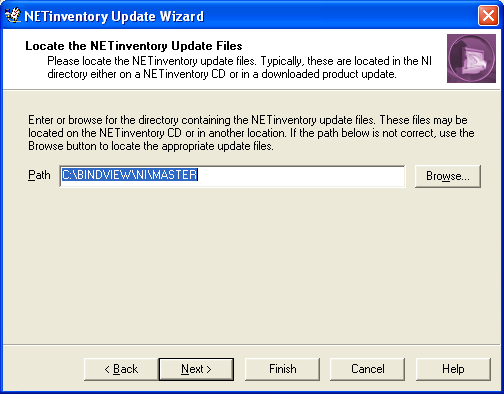 NETinventory Update Wizard
Locate the NETinventory Update Files
Please locate the NETinventory update files. Typically, these are located in the NI
directory either on a NETinventory CD or in a downloaded product update.
Enter or browse for the directory containing the NETinventory update files. These files may be
located on the NETinventory CD or in another location. If the path below is not correct, use the
Browse button to locate the appropriate update files.
Path C:\BINDVIEW\NI\MASTER Browse...
< Back Next > Finish Cancel Help